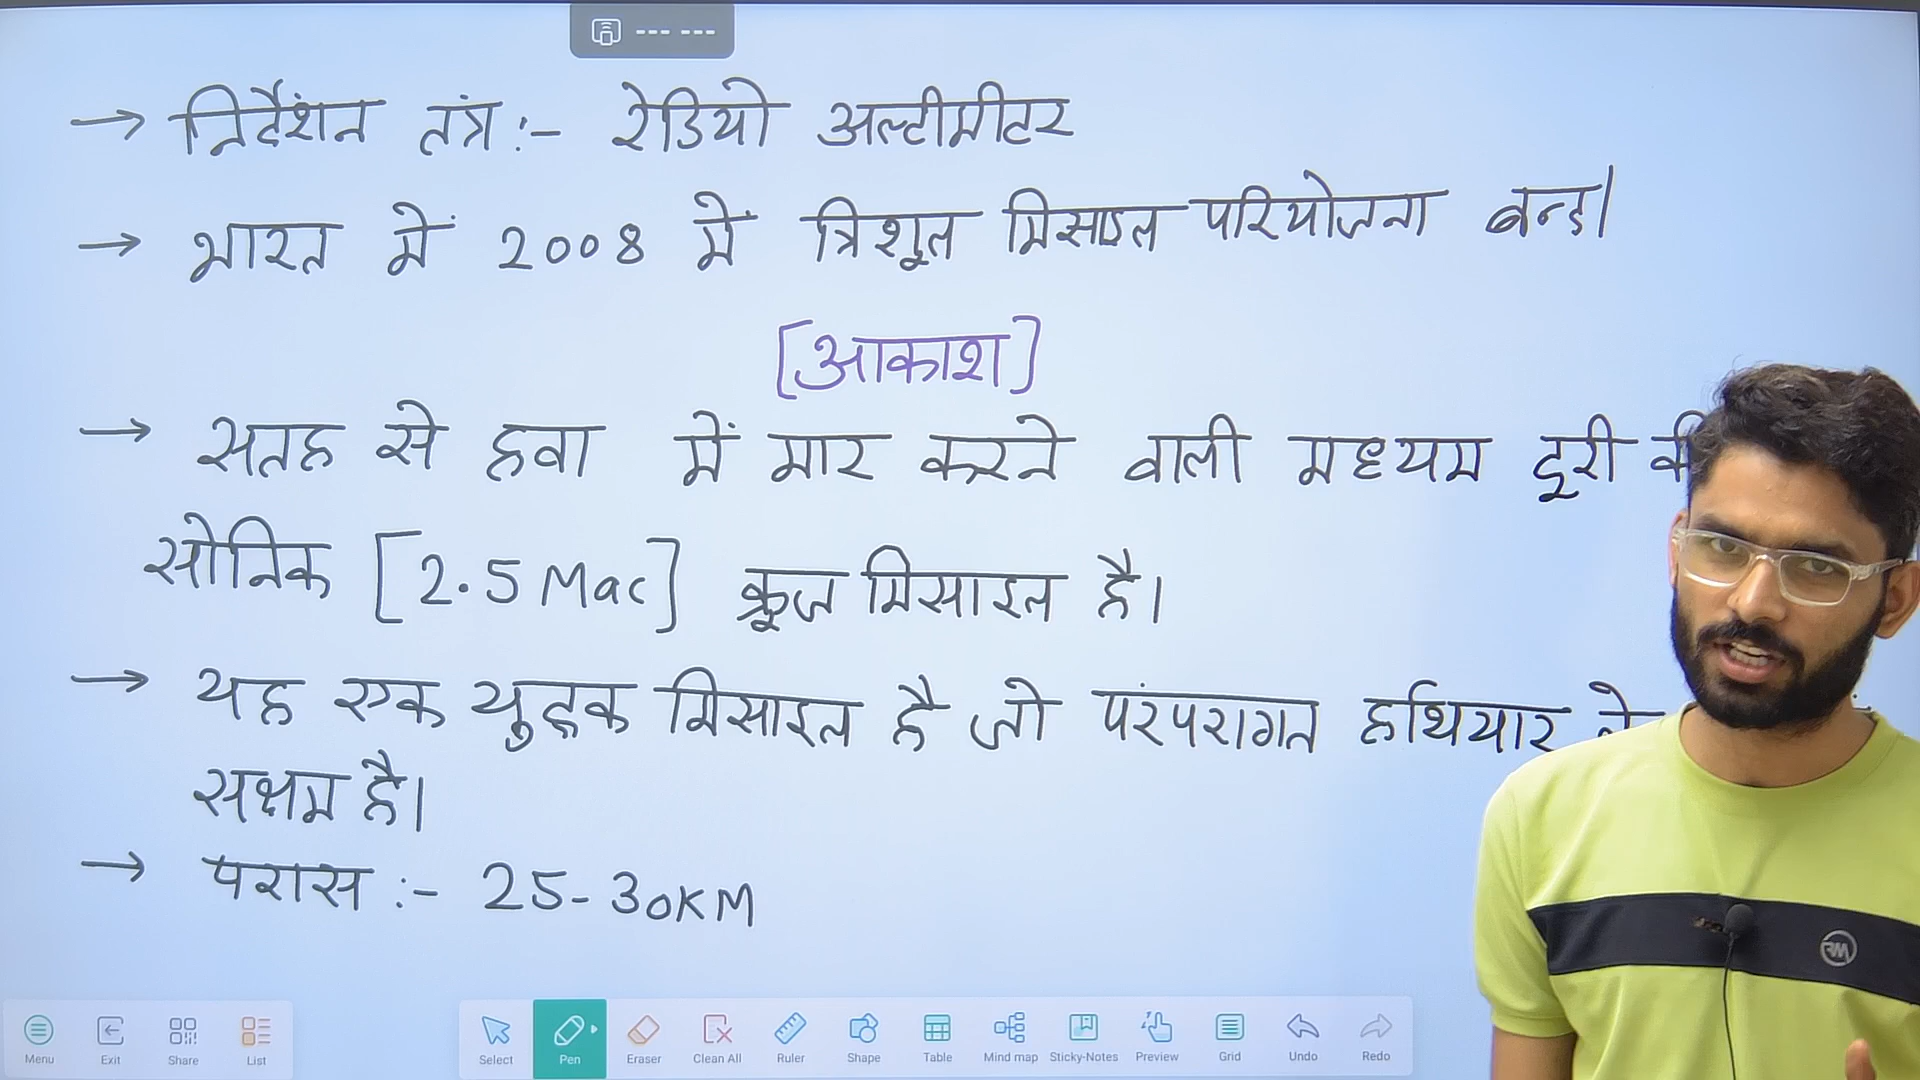 --- ---
→ निर्देशन तंत्र :- रेडियो अल्टीमीटर
→ भारत में 2008 में त्रिशूल मिसाइल परियोजना बन्द।
[आकाश]
→ सतह से हवा में मार करने वाली मध्यम दूरी की
सोनिक [2.5 Mac] क्रूज मिसाइल है।
→ यह एक युद्धक मिसाइल है जो परंपरागत हथियार ले
सक्षम है।
→ परास :- 25-30KM
Menu Exit Share List Select Pen Eraser Clean All Ruler Shape Table Mind map Sticky-Notes Preview Grid Undo Redo